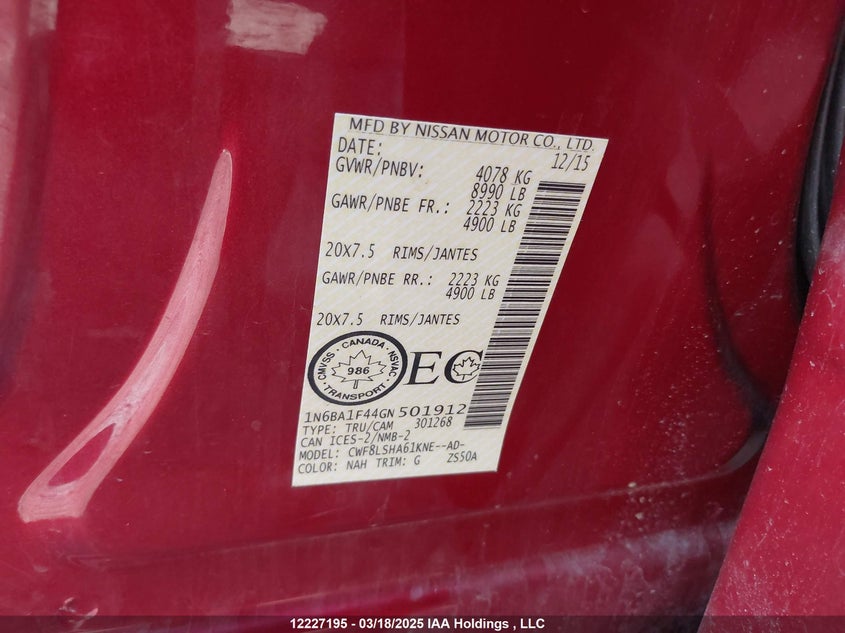 MFD BY NISSAN MOTOR CO., LTD.
DATE: 12/15
GVWR/PNBV: 4078 KG
8990 LB
GAWR/PNBE FR.: 2223 KG
4900 LB
20X7.5 RIMS/JANTES
GAWR/PNBE RR.: 2223 KG
4900 LB
20X7.5 RIMS/JANTES
CMVSS · CANADA · NSVAC
986
TRANSPORT
EC
1N6BA1F44GN501912
TYPE: TRU/CAM 301268
CAN ICES-2/NMB-2
MODEL: CWF8LSHA61KNE--AD-
COLOR: NAH TRIM: G ZS50A
12227195 - 03/18/2025 IAA Holdings , LLC